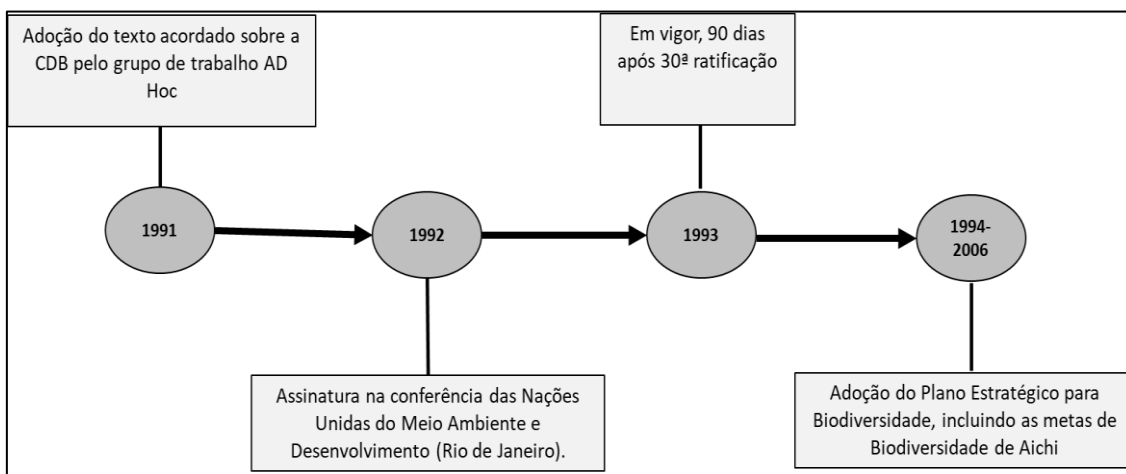 Adoção do texto acordado sobre a
CDB pelo grupo de trabalho AD
Hoc
Em vigor, 90 dias
após 30ª ratificação
1991
1992
1993
1994-
2006
Assinatura na conferência das Nações
Unidas do Meio Ambiente e
Desenvolvimento (Rio de Janeiro).
Adoção do Plano Estratégico para
Biodiversidade, incluindo as metas de
Biodiversidade de Aichi